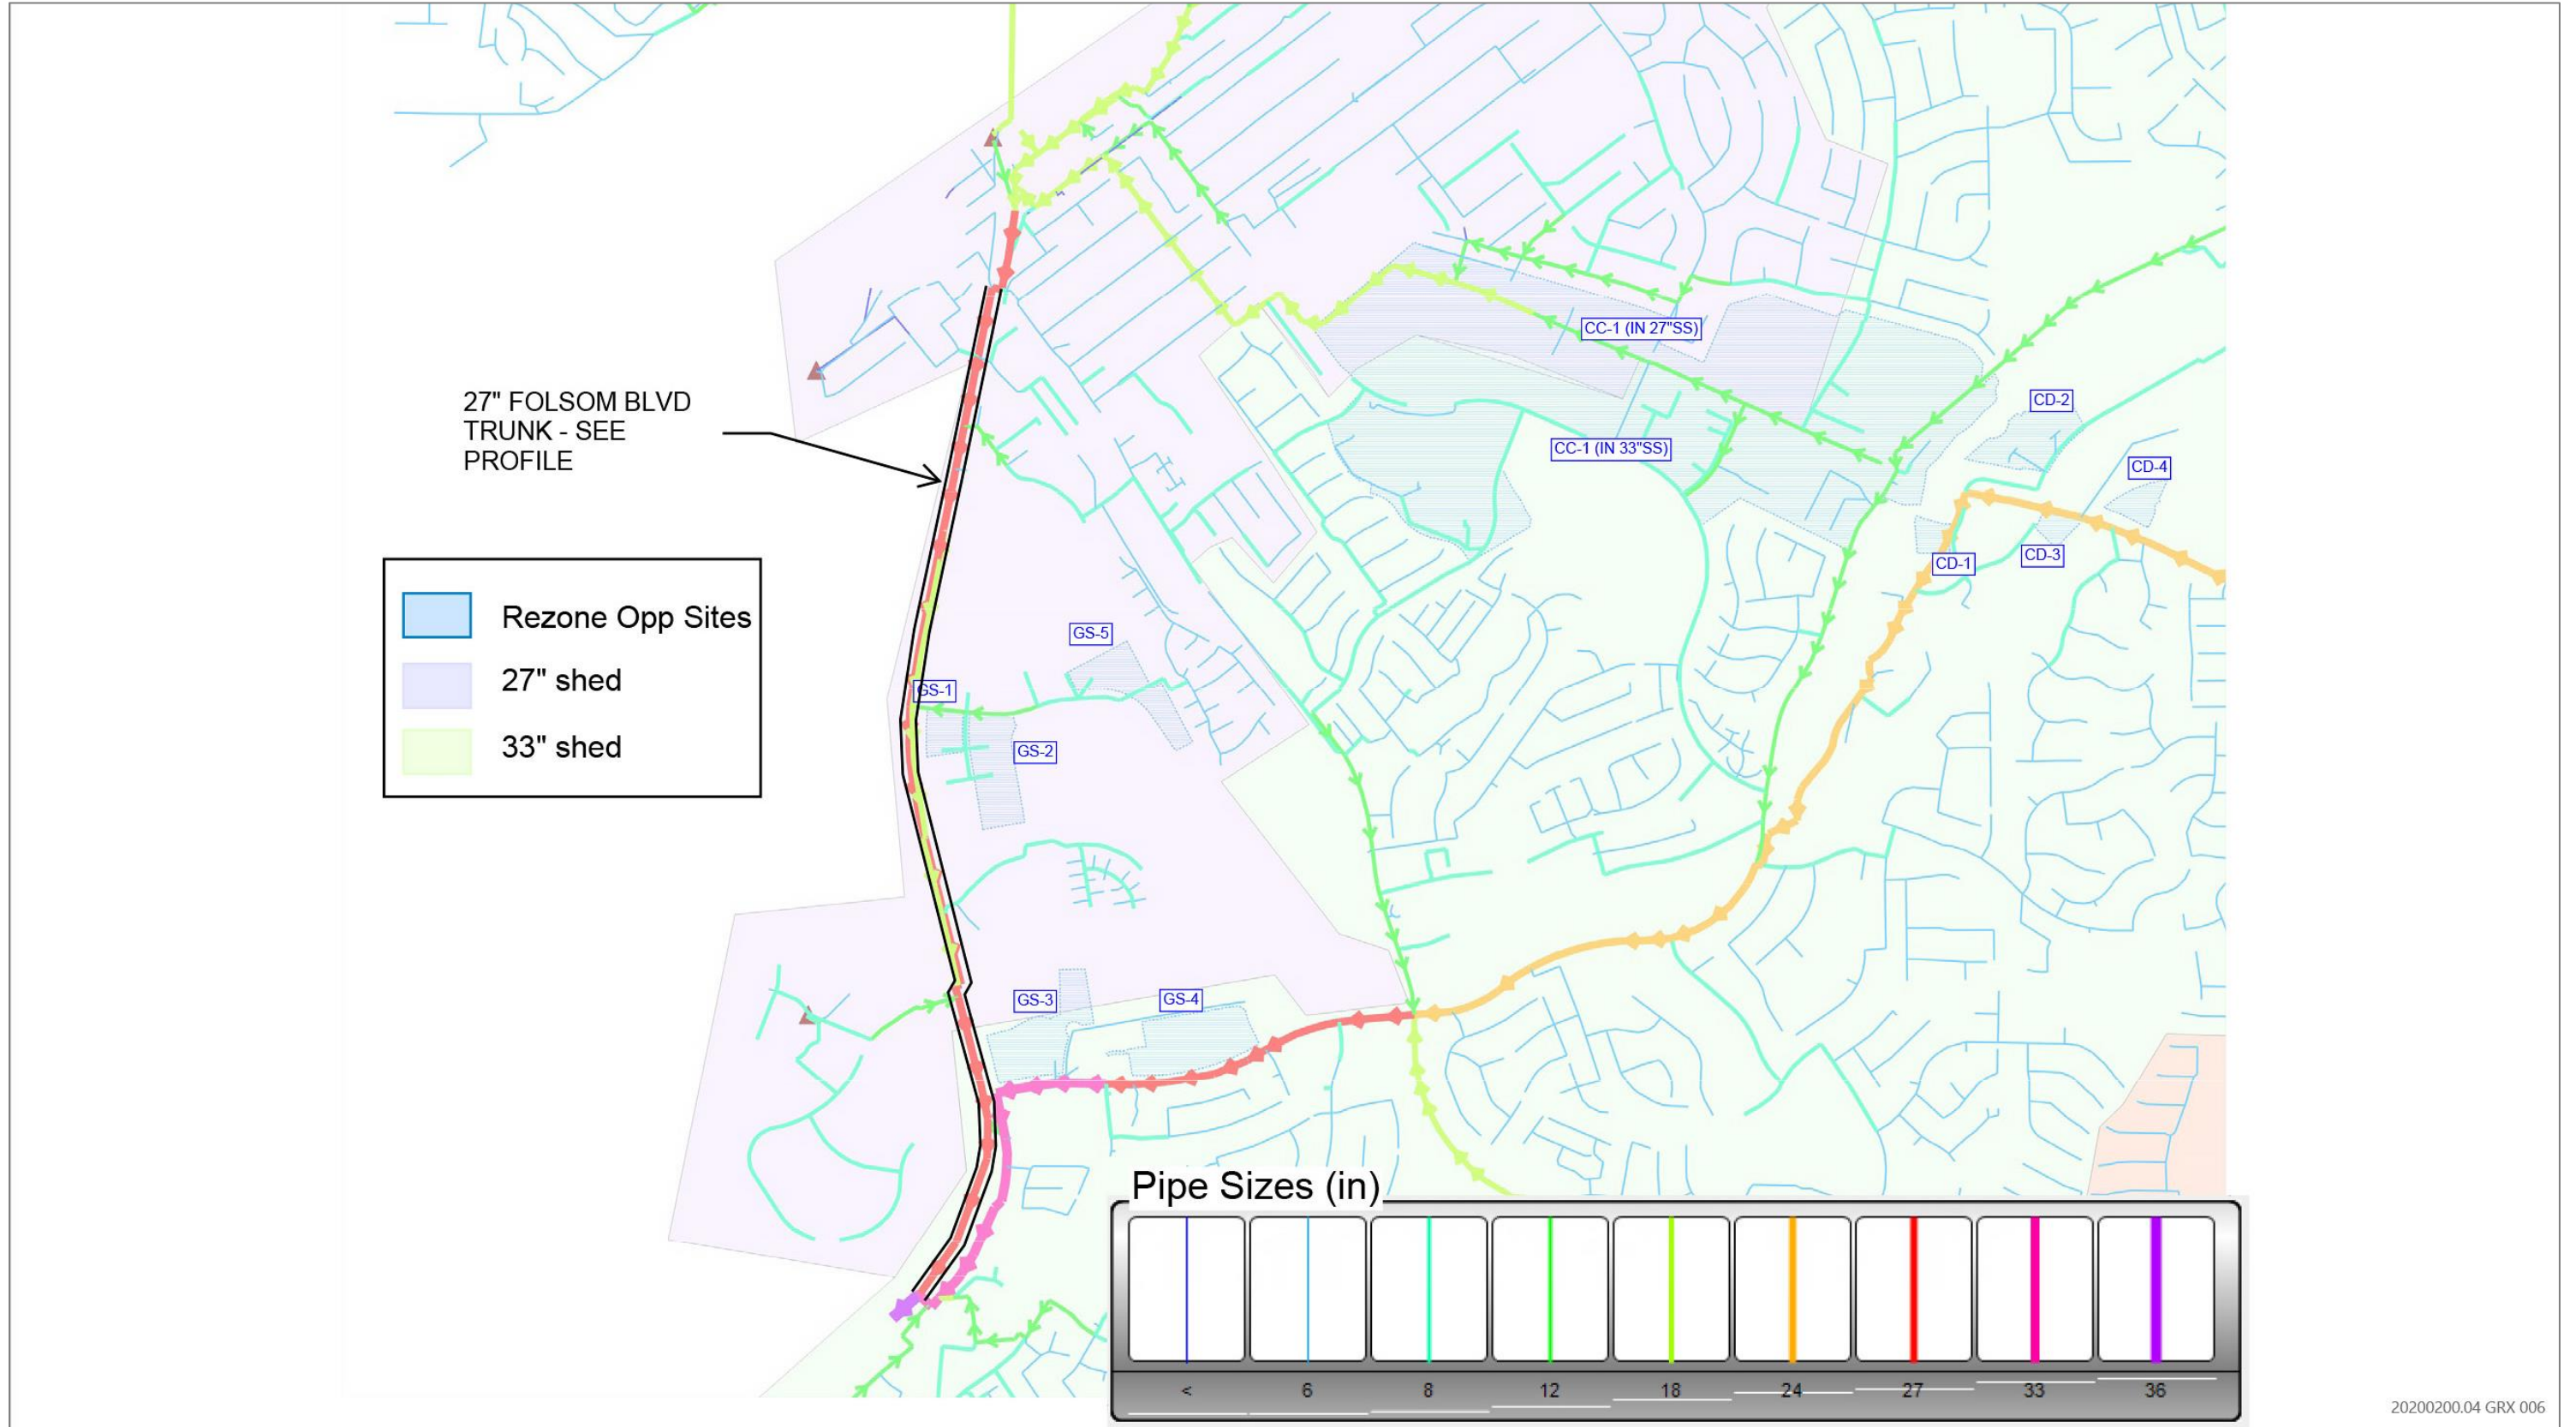 CC-1 (IN 27"SS)
27" FOLSOM BLVD
TRUNK - SEE
PROFILE
CD-2
CC-1 (IN 33"SS)
CD-4
CD-3
CD-1
Rezone Opp Sites
27" shed
33" shed
GS-5
GS-1
GS-2
GS-3
GS-4
Pipe Sizes (in)
< 6 8 12 18 24 27 33 36
20200200.04 GRX 006